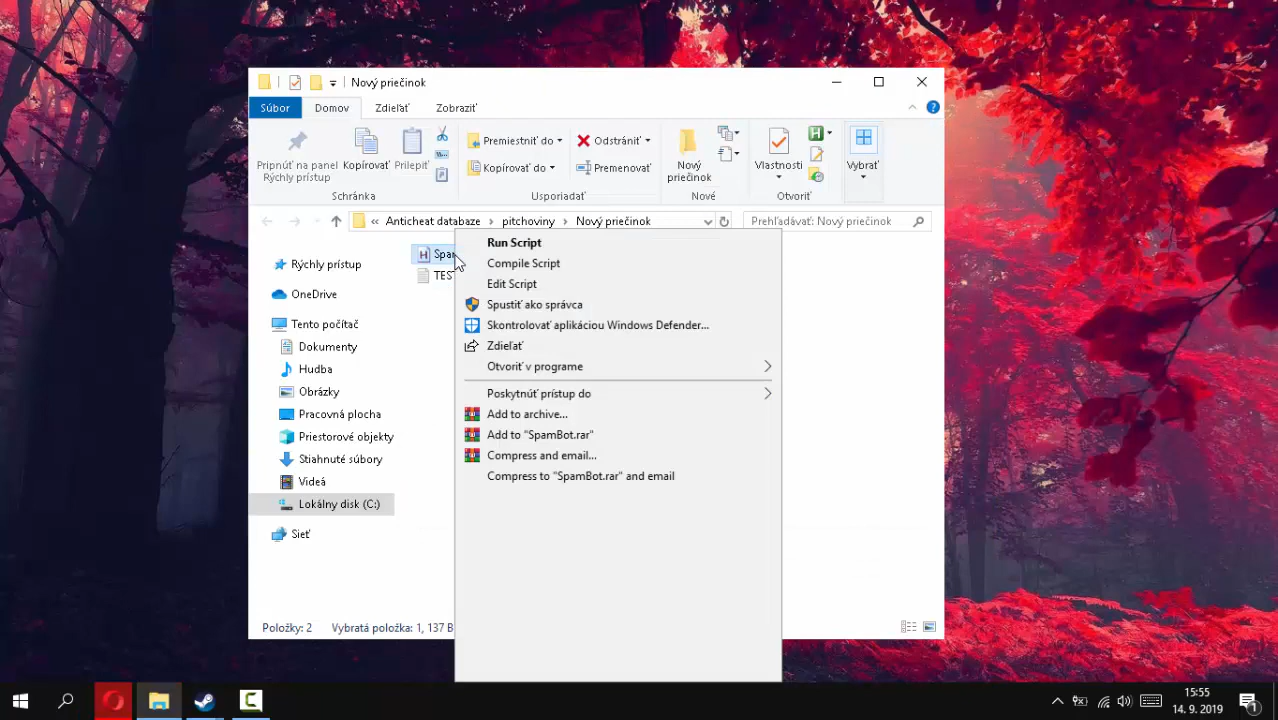 Nový priečinok
Súbor
Domov
Zdieľať
Zobraziť
Pripnúť na panel
Rýchly prístup
Kopírovať
Prilepiť
Premiestniť do
Kopírovať do
Odstrániť
Premenovať
Nový
priečinok
Vlastnosti
Vybrať
Schránka
Usporiadať
Nové
Otvoriť
« Anticheat databaze > pitchoviny > Nový priečinok
Prehľadávať: Nový priečinok
Rýchly prístup
OneDrive
Tento počítač
Dokumenty
Hudba
Obrázky
Pracovná plocha
Priestorové objekty
Stiahnuté súbory
Videá
Lokálny disk (C:)
Sieť
Run Script
Compile Script
Edit Script
Spustiť ako správca
Skontrolovať aplikáciou Windows Defender...
Zdieľať
Otvoriť v programe
Poskytnúť prístup do
Add to archive...
Add to "SpamBot.rar"
Compress and email...
Compress to "SpamBot.rar" and email
Položky: 2
Vybratá položka: 1, 137 B
15:55
14. 9. 2019